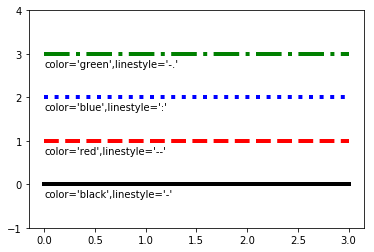 4
3
color='green',linestyle='-.'
2
color='blue',linestyle=':'
1
color='red',linestyle='--'
0
color='black',linestyle='-'
−1
0.0 0.5 1.0 1.5 2.0 2.5 3.0